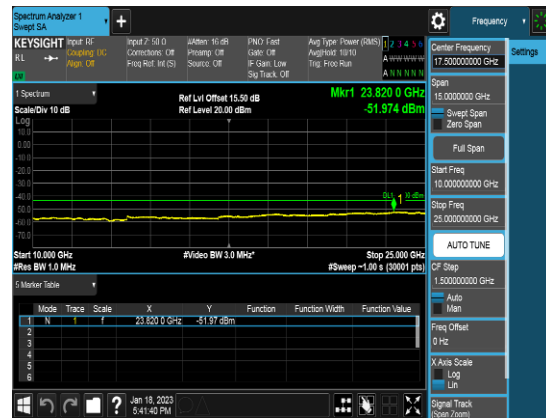 Spectrum Analyzer 1
Swept SA
+
Frequency
KEYSIGHT
RL
Input: RF
Coupling: DC
Align: Off
Input Z: 50 Ω
Corrections: Off
Freq Ref: Int (S)
#Atten: 16 dB
Preamp: Off
Source: Off
PNO: Fast
Gate: Off
IF Gain: Low
Sig Track: Off
Avg Type: Power (RMS)
Avg|Hold: 10/10
Trig: Free Run
1 2 3 4 5 6
A W W W W W
A N N N N N
1 Spectrum
Scale/Div 10 dB
Log
Ref Lvl Offset 15.50 dB
Ref Level 20.00 dBm
Mkr1 23.820 0 GHz
-51.974 dBm
10.0
0.00
-10.0
-20.0
-30.0
-40.0
-50.0
-60.0
-70.0
1
Start 10.000 GHz
#Res BW 1.0 MHz
#Video BW 3.0 MHz*
Stop 25.000 GHz
#Sweep ~1.00 s (30001 pts)
5 Marker Table
Mode Trace Scale X Y Function Function Width Function Value
1 N 1 f 23.820 0 GHz -51.97 dBm
2
3
4
5
6
Jan 18, 2023
5:41:40 PM
Center Frequency
17.500000000 GHz
Settings
Span
15.0000000 GHz
Swept Span
Zero Span
Full Span
Start Freq
10.000000000 GHz
Stop Freq
25.000000000 GHz
AUTO TUNE
CF Step
1.500000000 GHz
Auto
Man
Freq Offset
0 Hz
X Axis Scale
Log
Lin
Signal Track
(Span Zoom)